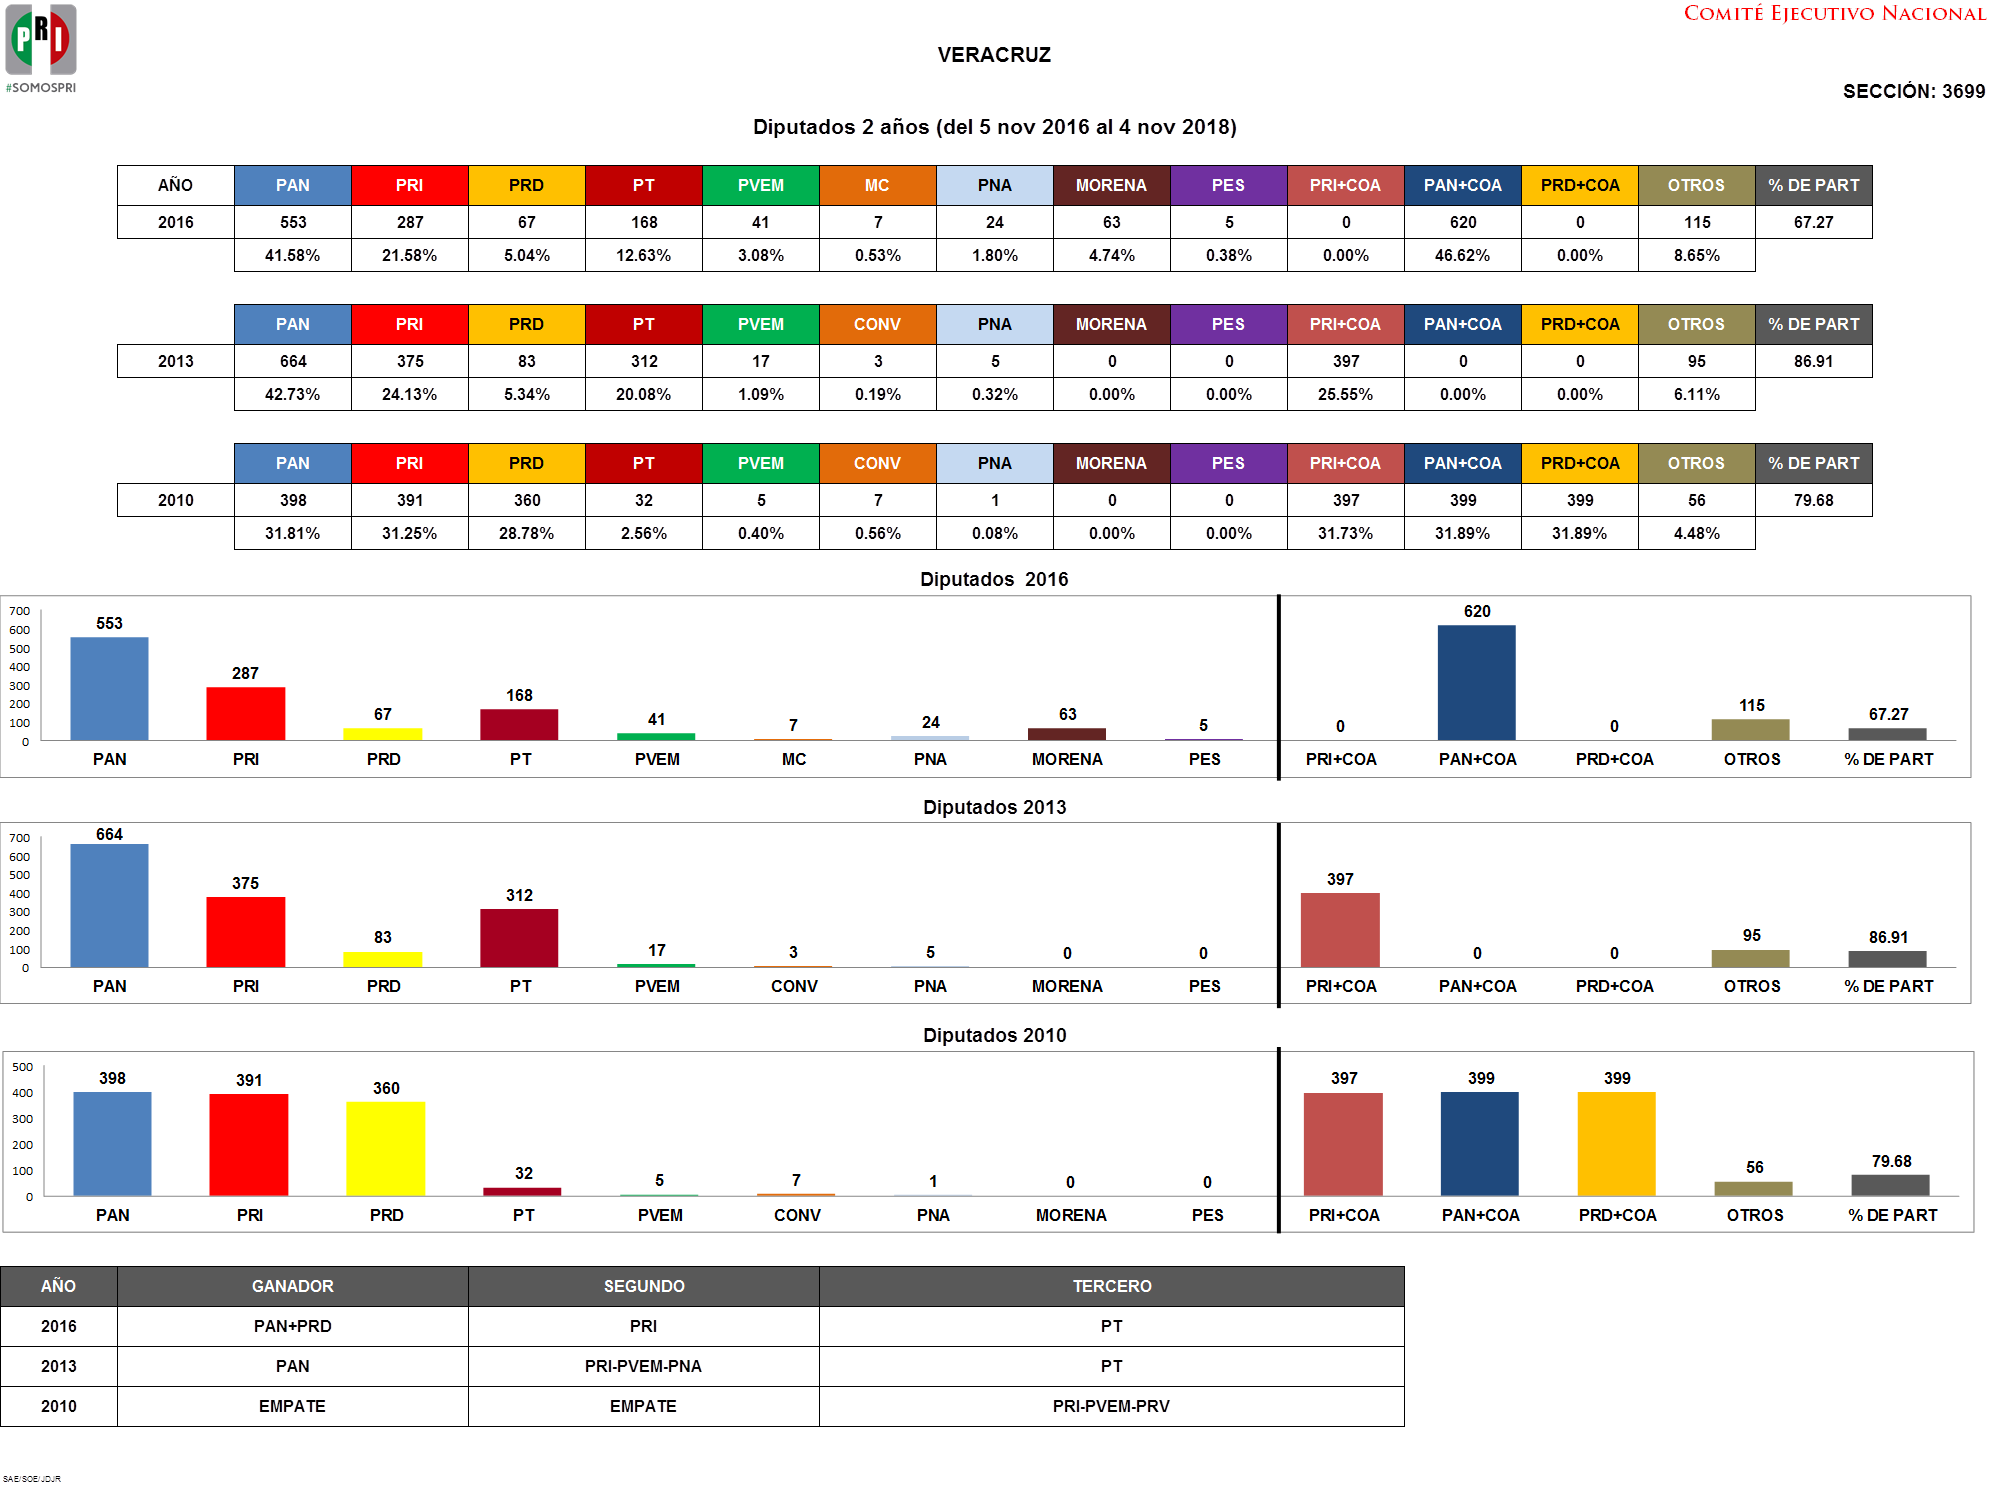 PRI
#SOMOSPRI
COMITÉ EJECUTIVO NACIONAL
VERACRUZ
SECCIÓN: 3699
Diputados 2 años (del 5 nov 2016 al 4 nov 2018)
AÑO PAN PRI PRD PT PVEM MC PNA MORENA PES PRI+COA PAN+COA PRD+COA OTROS % DE PART
2016 553 287 67 168 41 7 24 63 5 0 620 0 115 67.27
41.58% 21.58% 5.04% 12.63% 3.08% 0.53% 1.80% 4.74% 0.38% 0.00% 46.62% 0.00% 8.65%
PAN PRI PRD PT PVEM CONV PNA MORENA PES PRI+COA PAN+COA PRD+COA OTROS % DE PART
2013 664 375 83 312 17 3 5 0 0 397 0 0 95 86.91
42.73% 24.13% 5.34% 20.08% 1.09% 0.19% 0.32% 0.00% 0.00% 25.55% 0.00% 0.00% 6.11%
PAN PRI PRD PT PVEM CONV PNA MORENA PES PRI+COA PAN+COA PRD+COA OTROS % DE PART
2010 398 391 360 32 5 7 1 0 0 397 399 399 56 79.68
31.81% 31.25% 28.78% 2.56% 0.40% 0.56% 0.08% 0.00% 0.00% 31.73% 31.89% 31.89% 4.48%
Diputados 2016
700
600
500
400
300
200
100
0
553 287 67 168 41 7 24 63 5 0 620 0 115 67.27
PAN PRI PRD PT PVEM MC PNA MORENA PES PRI+COA PAN+COA PRD+COA OTROS % DE PART
Diputados 2013
700
600
500
400
300
200
100
0
664 375 83 312 17 3 5 0 0 397 0 0 95 86.91
PAN PRI PRD PT PVEM CONV PNA MORENA PES PRI+COA PAN+COA PRD+COA OTROS % DE PART
Diputados 2010
500
400
300
200
100
0
398 391 360 32 5 7 1 0 0 397 399 399 56 79.68
PAN PRI PRD PT PVEM CONV PNA MORENA PES PRI+COA PAN+COA PRD+COA OTROS % DE PART
AÑO GANADOR SEGUNDO TERCERO
2016 PAN+PRD PRI PT
2013 PAN PRI-PVEM-PNA PT
2010 EMPATE EMPATE PRI-PVEM-PRV
SAE/SOE/JDJR